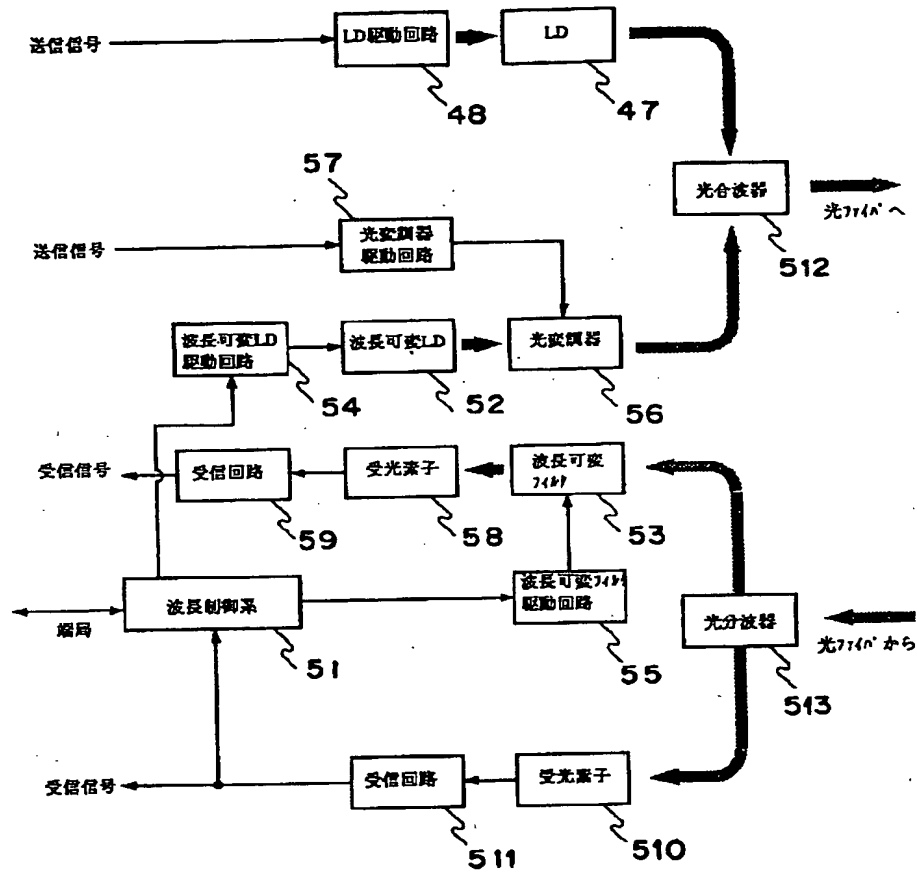 送信信号
LD駆動回路
LD
48
47
57
光合波器
光ファイバへ
512
送信信号
光変調器
駆動回路
波長可変LD
駆動回路
波長可変LD
光変調器
54
52
56
受信信号
受信回路
受光素子
波長可変
フィルタ
59
58
53
端局
波長制御系
波長可変フィルタ
駆動回路
光分波器
光ファイバから
51
55
513
受信信号
受信回路
受光素子
511
510